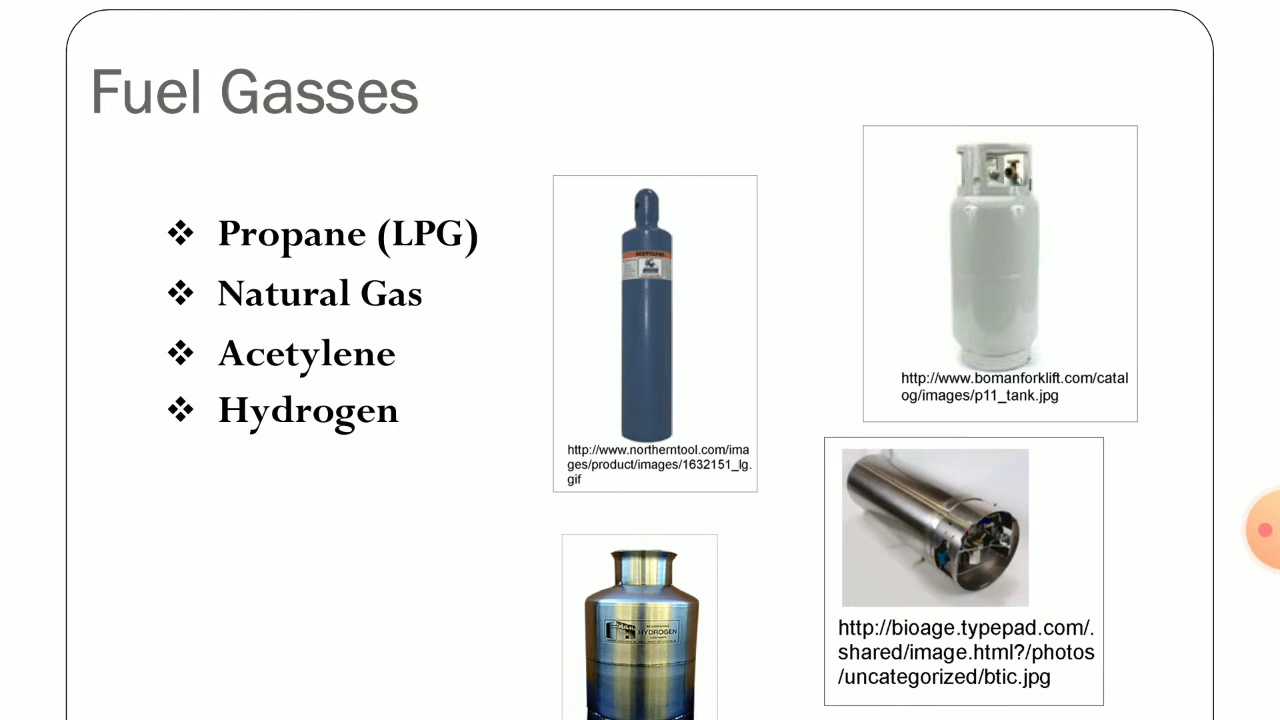 Fuel Gasses
❖ Propane (LPG)
❖ Natural Gas
❖ Acetylene
❖ Hydrogen
ACETYLENE
http://www.northerntool.com/ima
ges/product/images/1632151_lg.
gif
http://www.bomanforklift.com/catal
og/images/p11_tank.jpg
HYDROGEN
http://bioage.typepad.com/.
shared/image.html?/photos
/uncategorized/btic.jpg